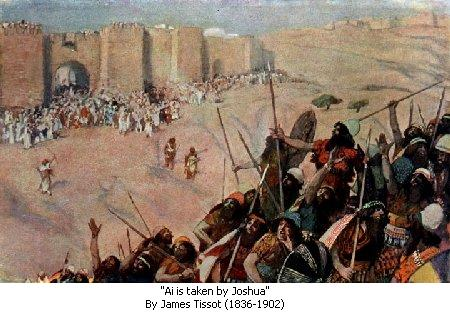 "Ai is taken by Joshua"
By James Tissot (1836-1902)